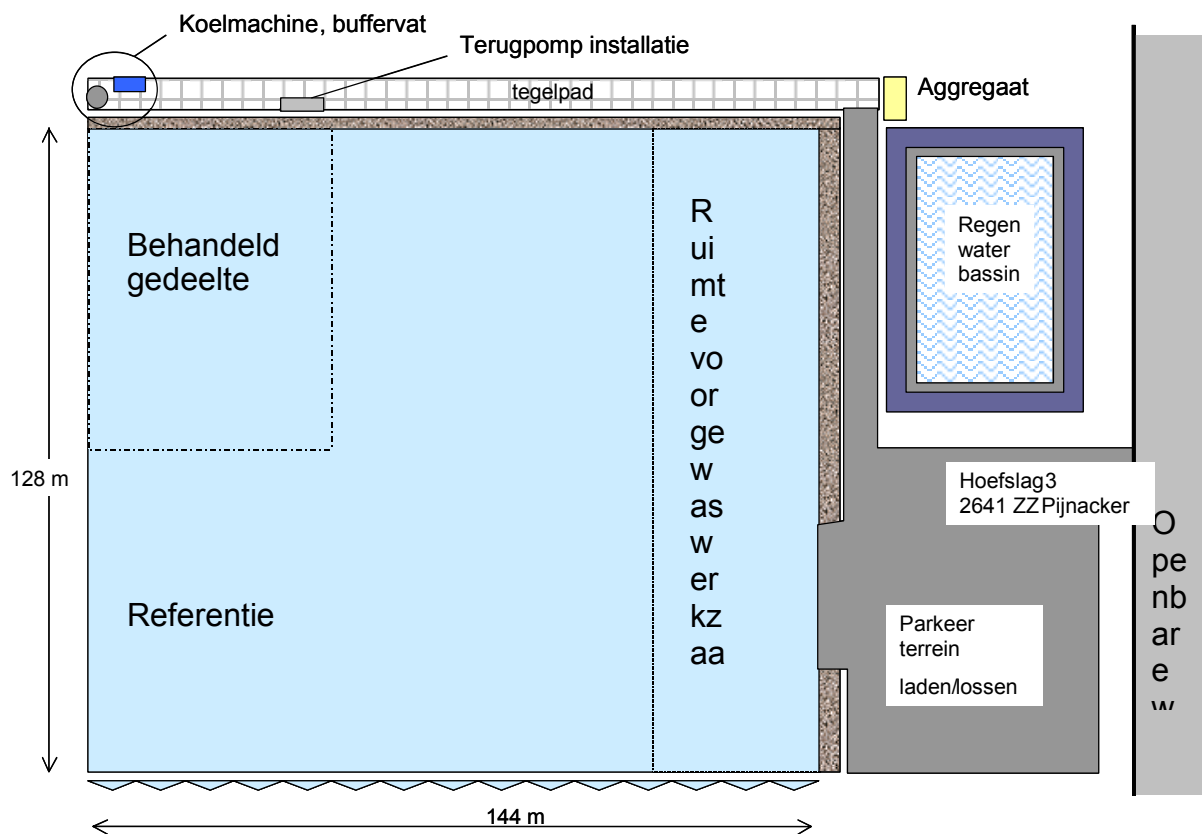 Koelmachine, buffervat
Terugpomp installatie
tegelpad
Aggregaat
Behandeld
gedeelte
R
ui
mt
e
vo
or
ge
w
as
w
er
kz
aa
Regen
water
bassin
128 m
Hoefslag3
2641 ZZ Pijnacker
O
pe
nb
ar
e
w
Referentie
Parkeer
terrein
laden/lossen
144 m